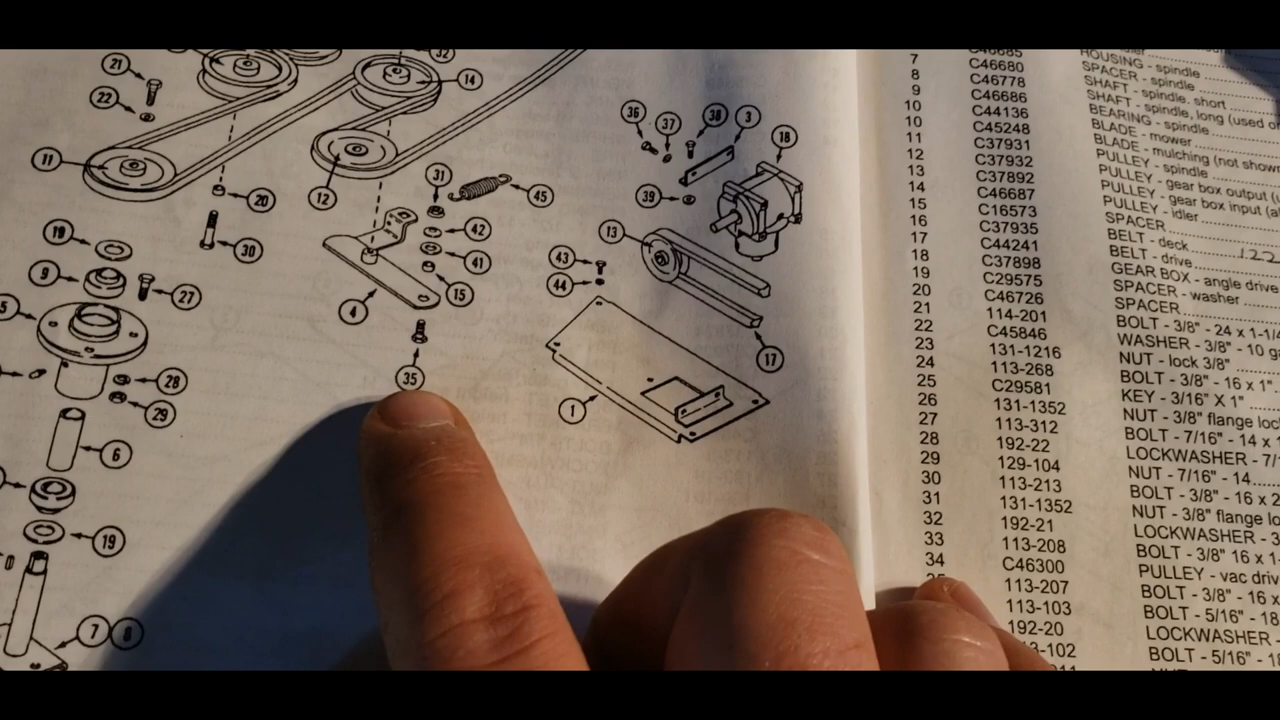 32
21
14
22
36
37
38
3
18
11
31
45
12
20
39
42
19
30
13
43
41
9
27
44
15
5
4
17
28
35
1
29
6
19
7
8
7 C46685 HOUSING - spindle
8 C46680 SPACER - spindle
9 C46778 SHAFT - spindle, short
10 C46686 SHAFT - spindle, long (used
10 C44136 BEARING - spindle
11 C45248 BLADE - mower
12 C37931 BLADE - mulching (not shown
13 C37932 PULLEY - spindle
14 C37892 PULLEY - gear box output
15 C46687 PULLEY - gear box input
16 C16573 PULLEY - idler
17 C37935 SPACER
18 C44241 BELT - deck 122
19 C37898 BELT - drive
20 C29575 GEAR BOX - angle drive
21 C46726 SPACER - washer
22 114-201 SPACER
23 C45846 BOLT - 3/8" - 24 x 1-1/4
24 131-1216 WASHER - 3/8" - 10 ga
25 113-268 NUT - lock 3/8"
26 C29581 BOLT - 3/8" - 16 x 1"
27 131-1352 KEY - 3/16" X 1"
28 113-312 NUT - 3/8" flange loc
29 192-22 BOLT - 7/16" - 14 x
30 129-104 LOCKWASHER - 7/
31 113-213 NUT - 7/16" - 14
32 131-1352 BOLT - 3/8" - 16 x 2
33 192-21 NUT - 3/8" flange lo
34 113-208 LOCKWASHER - 3
35 C46300 BOLT - 3/8" 16 x 1-
113-207 PULLEY - vac driv
113-103 BOLT - 3/8" - 16 x
192-20 BOLT - 5/16" - 18
3-102 LOCKWASHER -
BOLT - 5/16" - 18